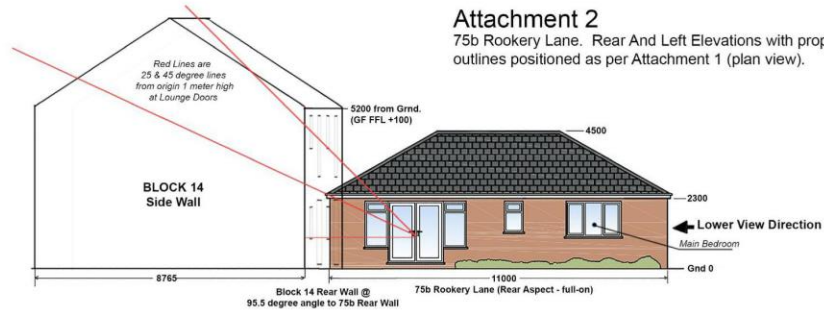 Attachment 2
75b Rookery Lane. Rear And Left Elevations with prop
outlines positioned as per Attachment 1 (plan view).
Red Lines are
25 & 45 degree lines
from origin 1 meter high
at Lounge Doors
5200 from Grnd.
(GF FFL +100)
4500
BLOCK 14
Side Wall
2300
Lower View Direction
Main Bedroom
Gnd 0
8765
11000
Block 14 Rear Wall @
95.5 degree angle to 75b Rear Wall
75b Rookery Lane (Rear Aspect - full-on)